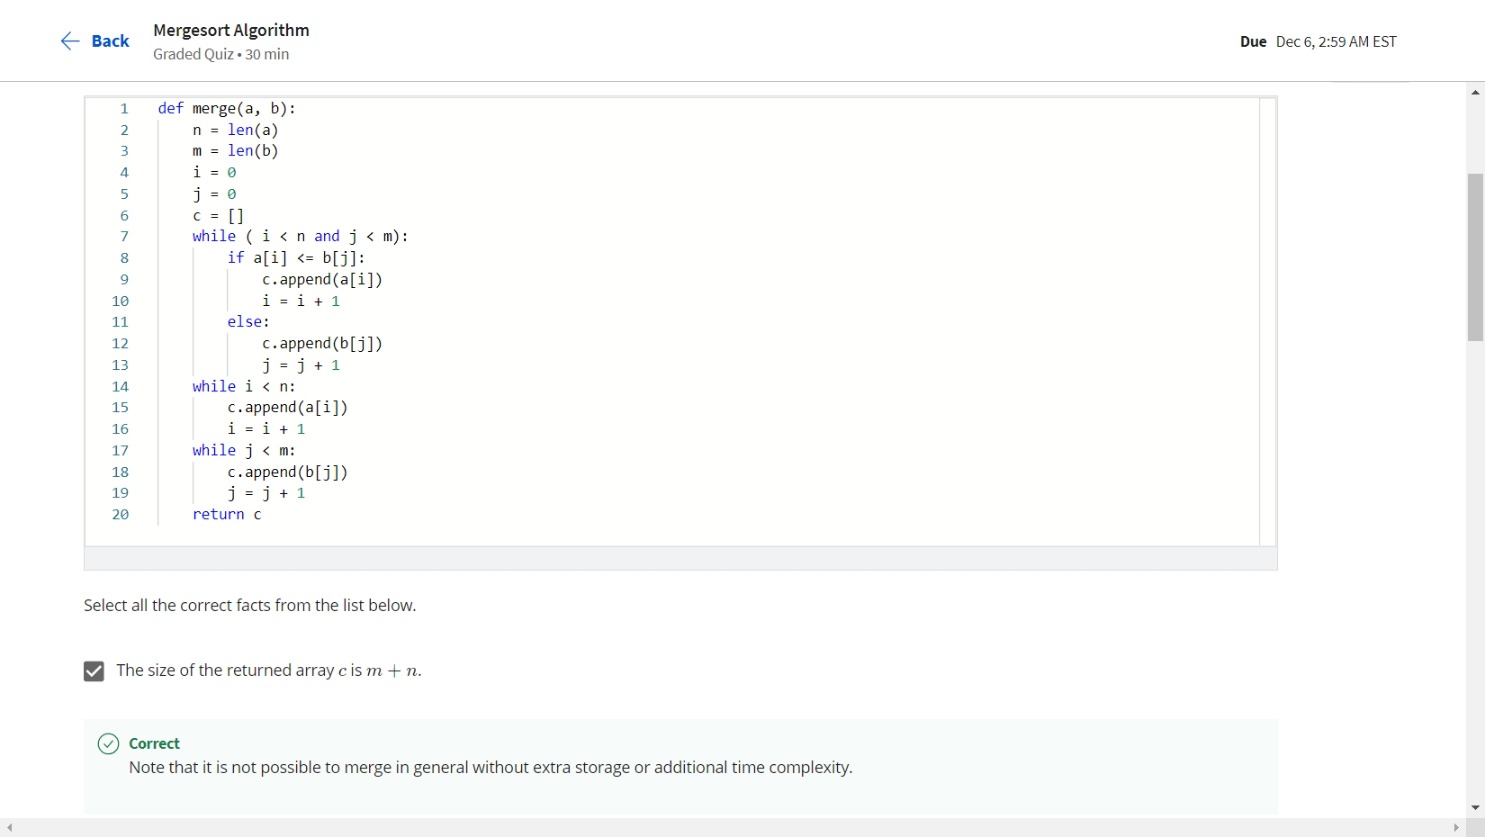 Back
Mergesort Algorithm
Graded Quiz • 30 min
Due Dec 6, 2:59 AM EST
1 def merge(a, b):
2     n = len(a)
3     m = len(b)
4     i = 0
5     j = 0
6     c = []
7     while ( i < n and j < m):
8         if a[i] <= b[j]:
9             c.append(a[i])
10             i = i + 1
11         else:
12             c.append(b[j])
13             j = j + 1
14     while i < n:
15         c.append(a[i])
16         i = i + 1
17     while j < m:
18         c.append(b[j])
19         j = j + 1
20     return c
Select all the correct facts from the list below.
The size of the returned array c is m + n.
Correct
Note that it is not possible to merge in general without extra storage or additional time complexity.